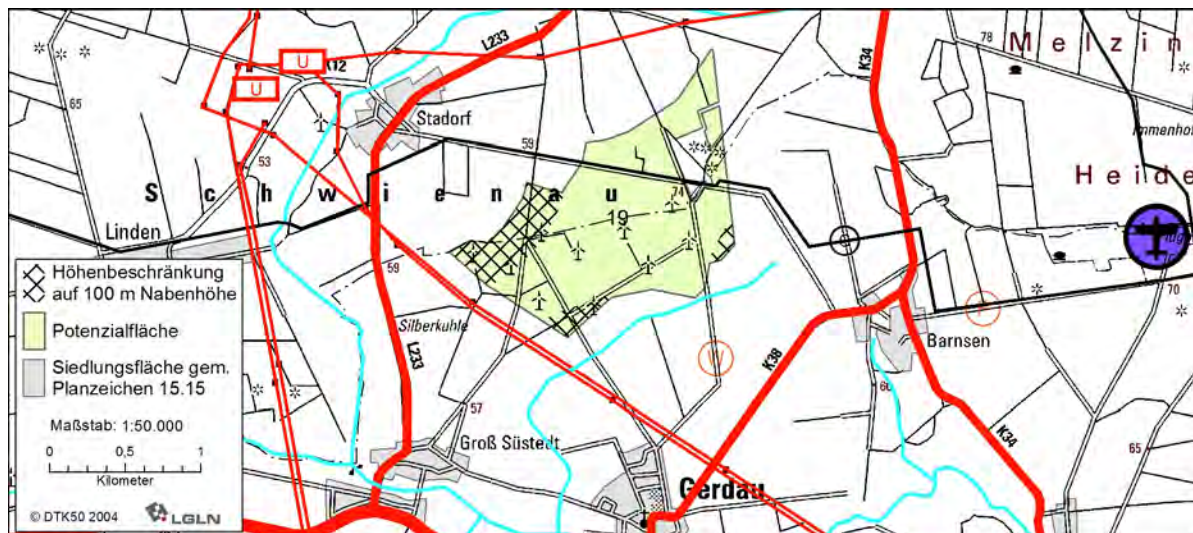 L233
K34
78
Melzin
U
K12
U
65
Stadorf
59
Immenhof
53
Heide
Schwienau
74
19
Linden
59
70
Höhenbeschränkung
auf 100 m Nabenhöhe
Potenzialfläche
Siedlungsfläche gem.
Planzeichen 15.15
Maßstab: 1:50.000
0 0,5 1
Kilometer
© DTK50 2004 LGLN
Silberkuhle
L233
P
Barnsen
W
K38
60
57
K34
Groß Süstedt
65
Gerdau